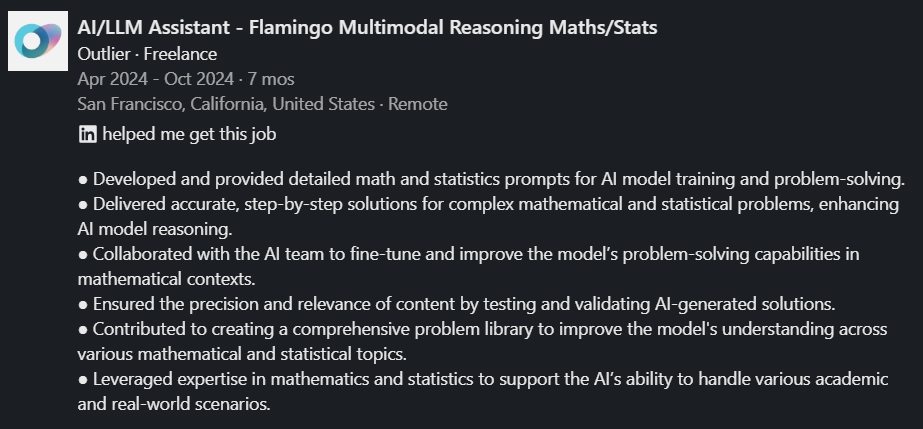 AI/LLM Assistant - Flamingo Multimodal Reasoning Maths/Stats
Outlier · Freelance
Apr 2024 - Oct 2024 · 7 mos
San Francisco, California, United States · Remote
in helped me get this job
● Developed and provided detailed math and statistics prompts for AI model training and problem-solving.
● Delivered accurate, step-by-step solutions for complex mathematical and statistical problems, enhancing
AI model reasoning.
● Collaborated with the AI team to fine-tune and improve the model’s problem-solving capabilities in
mathematical contexts.
● Ensured the precision and relevance of content by testing and validating AI-generated solutions.
● Contributed to creating a comprehensive problem library to improve the model's understanding across
various mathematical and statistical topics.
● Leveraged expertise in mathematics and statistics to support the AI’s ability to handle various academic
and real-world scenarios.